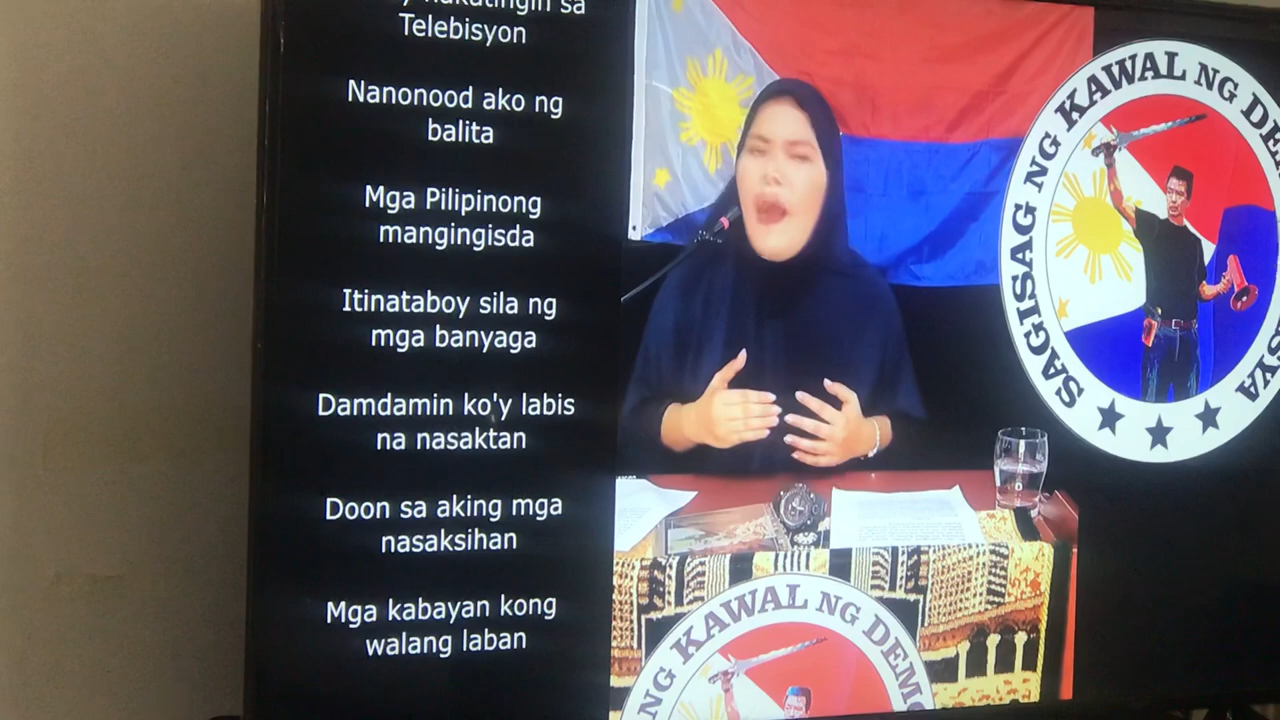 nakatingin sa
Telebisyon
Nanonood ako ng
balita
Mga Pilipinong
mangingisda
Itinataboy sila ng
mga banyaga
Damdamin ko'y labis
na nasaktan
Doon sa aking mga
nasaksihan
Mga kabayan kong
walang laban
SAGISAG NG KAWAL NG DEM
SYA
NG KAWAL NG DEMO